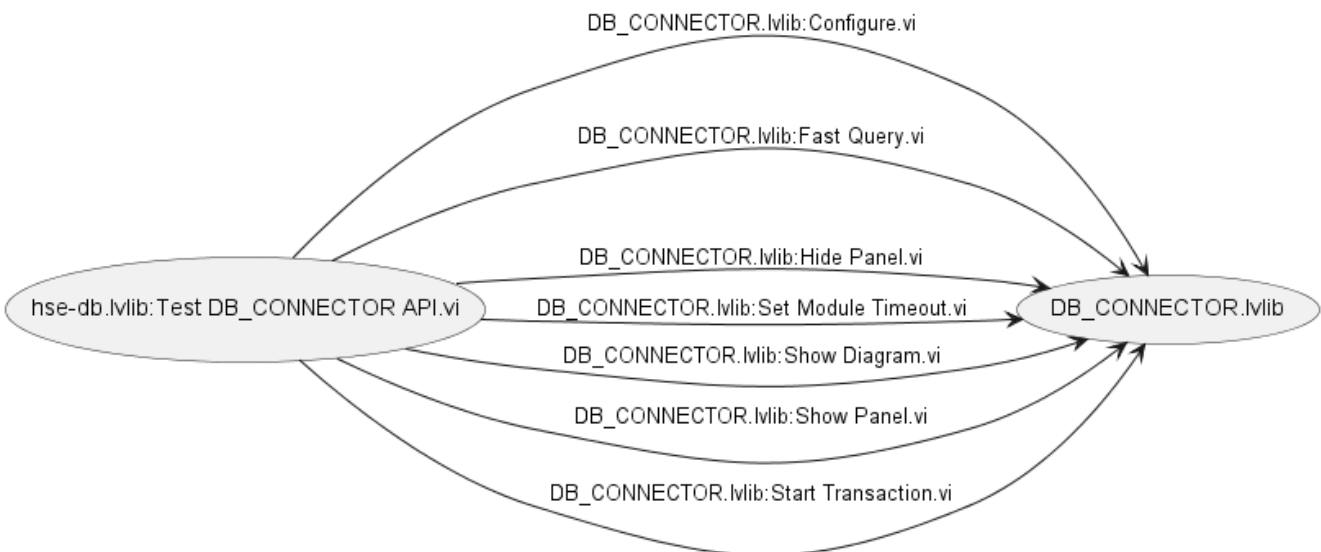 DB_CONNECTOR.lvlib:Configure.vi
DB_CONNECTOR.lvlib:Fast Query.vi
DB_CONNECTOR.lvlib:Hide Panel.vi
hse-db.lvlib:Test DB_CONNECTOR API.vi
DB_CONNECTOR.lvlib:Set Module Timeout.vi
DB_CONNECTOR.lvlib
DB_CONNECTOR.lvlib:Show Diagram.vi
DB_CONNECTOR.lvlib:Show Panel.vi
DB_CONNECTOR.lvlib:Start Transaction.vi